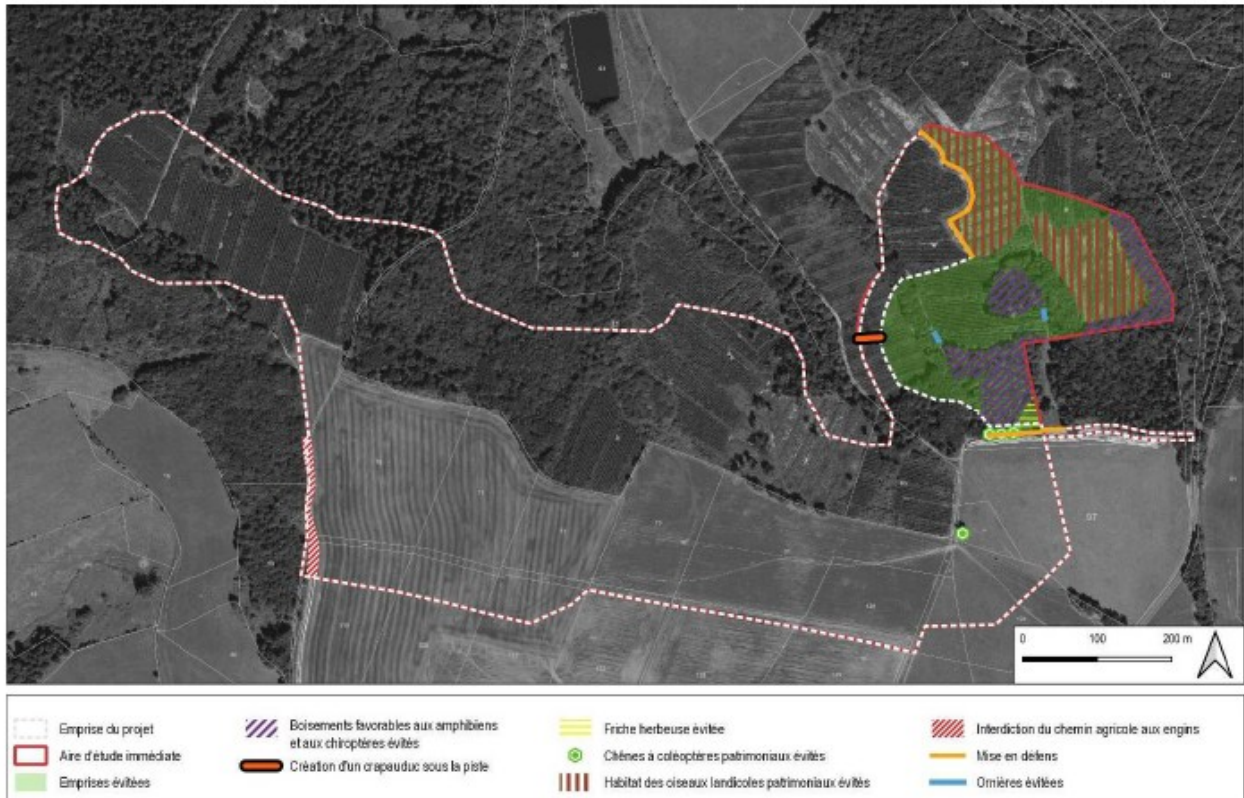 0 100 200 m
97
Emprise du projet
Aire d'étude immédiate
Emprises évitées
Boisements favorables aux amphibiens
et aux chiroptères évités
Création d'un crapauduc sous la piste
Friche herbeuse évitée
Chênes à coléoptères patrimoniaux évités
Habitat des oiseaux landicoles patrimoniaux évités
Interdiction du chemin agricole aux engins
Mise en défens
Ornières évitées